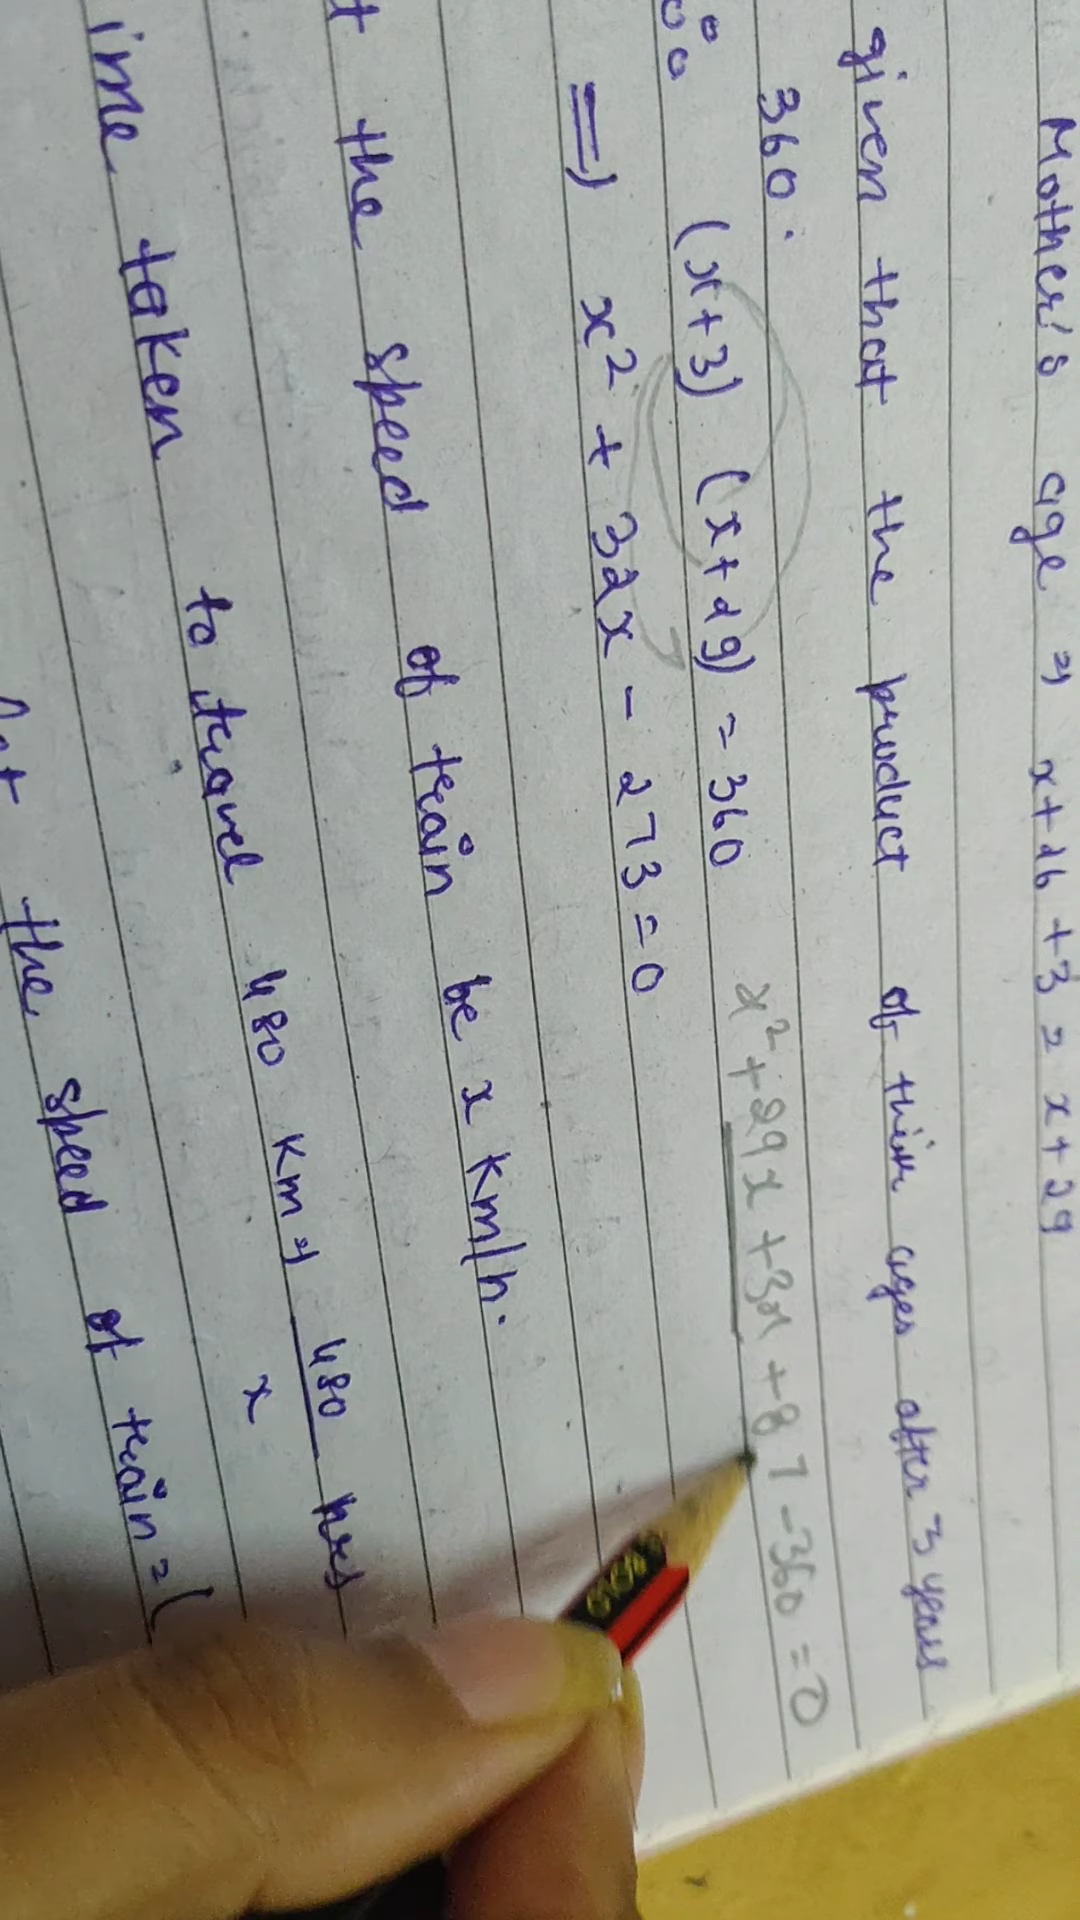 Mother's age => x+26+3 = x+29
given that the product of their ages after 3 years
360.
∴ (x+3) (x+29) = 360 x² + 29x + 3x + 87 - 360 = 0
=> x² + 32x - 273 = 0
the speed of train be x km/h.
time taken to travel 480 km => 480/x hrs
the speed of train = (